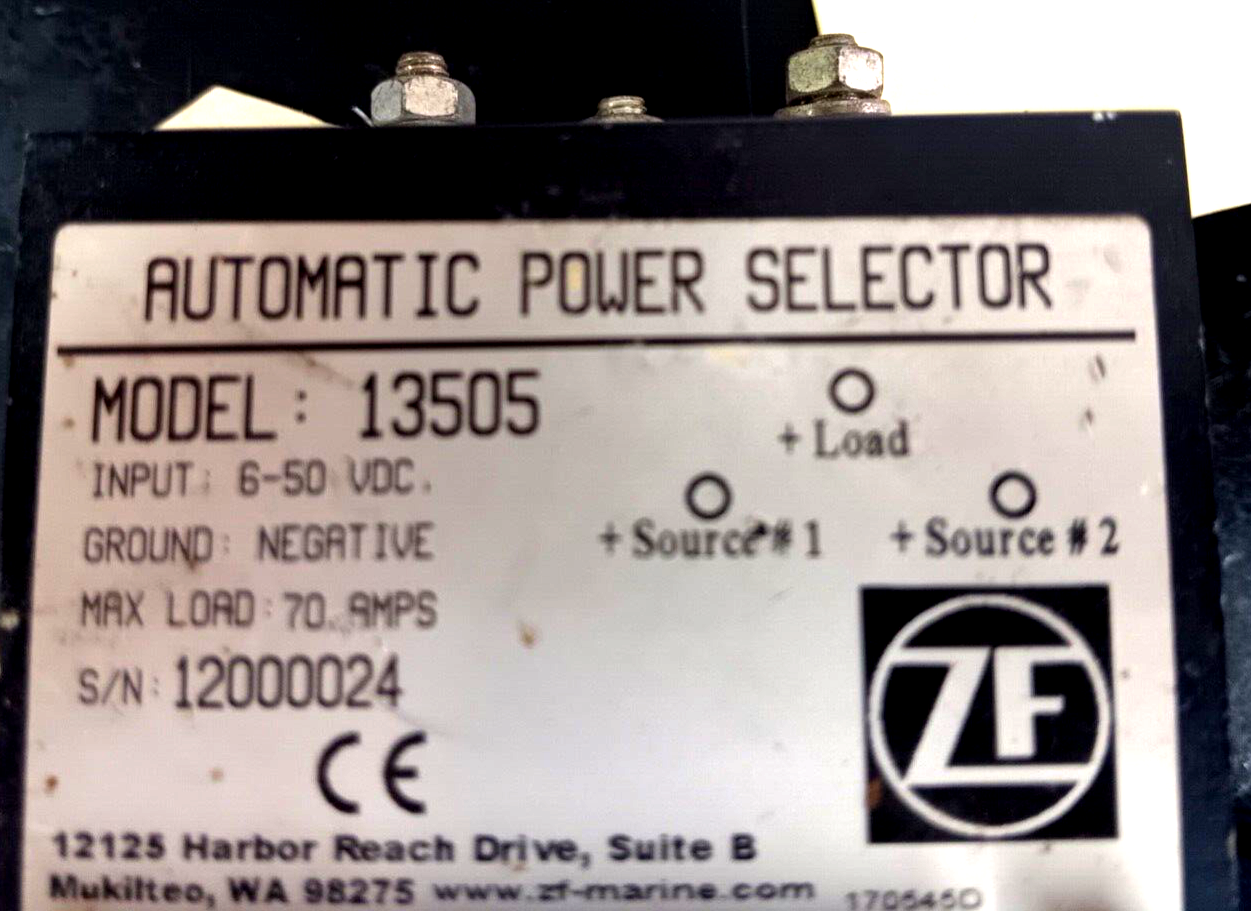 AUTOMATIC POWER SELECTOR
MODEL: 13505
+ Load
INPUT: 6-50 VDC.
GROUND: NEGATIVE
+ Source # 1
+ Source # 2
MAX LOAD: 70. AMPS
S/N: 12000024
ZF
CE
12125 Harbor Reach Drive, Suite B
Mukilteo, WA 98275 www.zf-marine.com
170545D